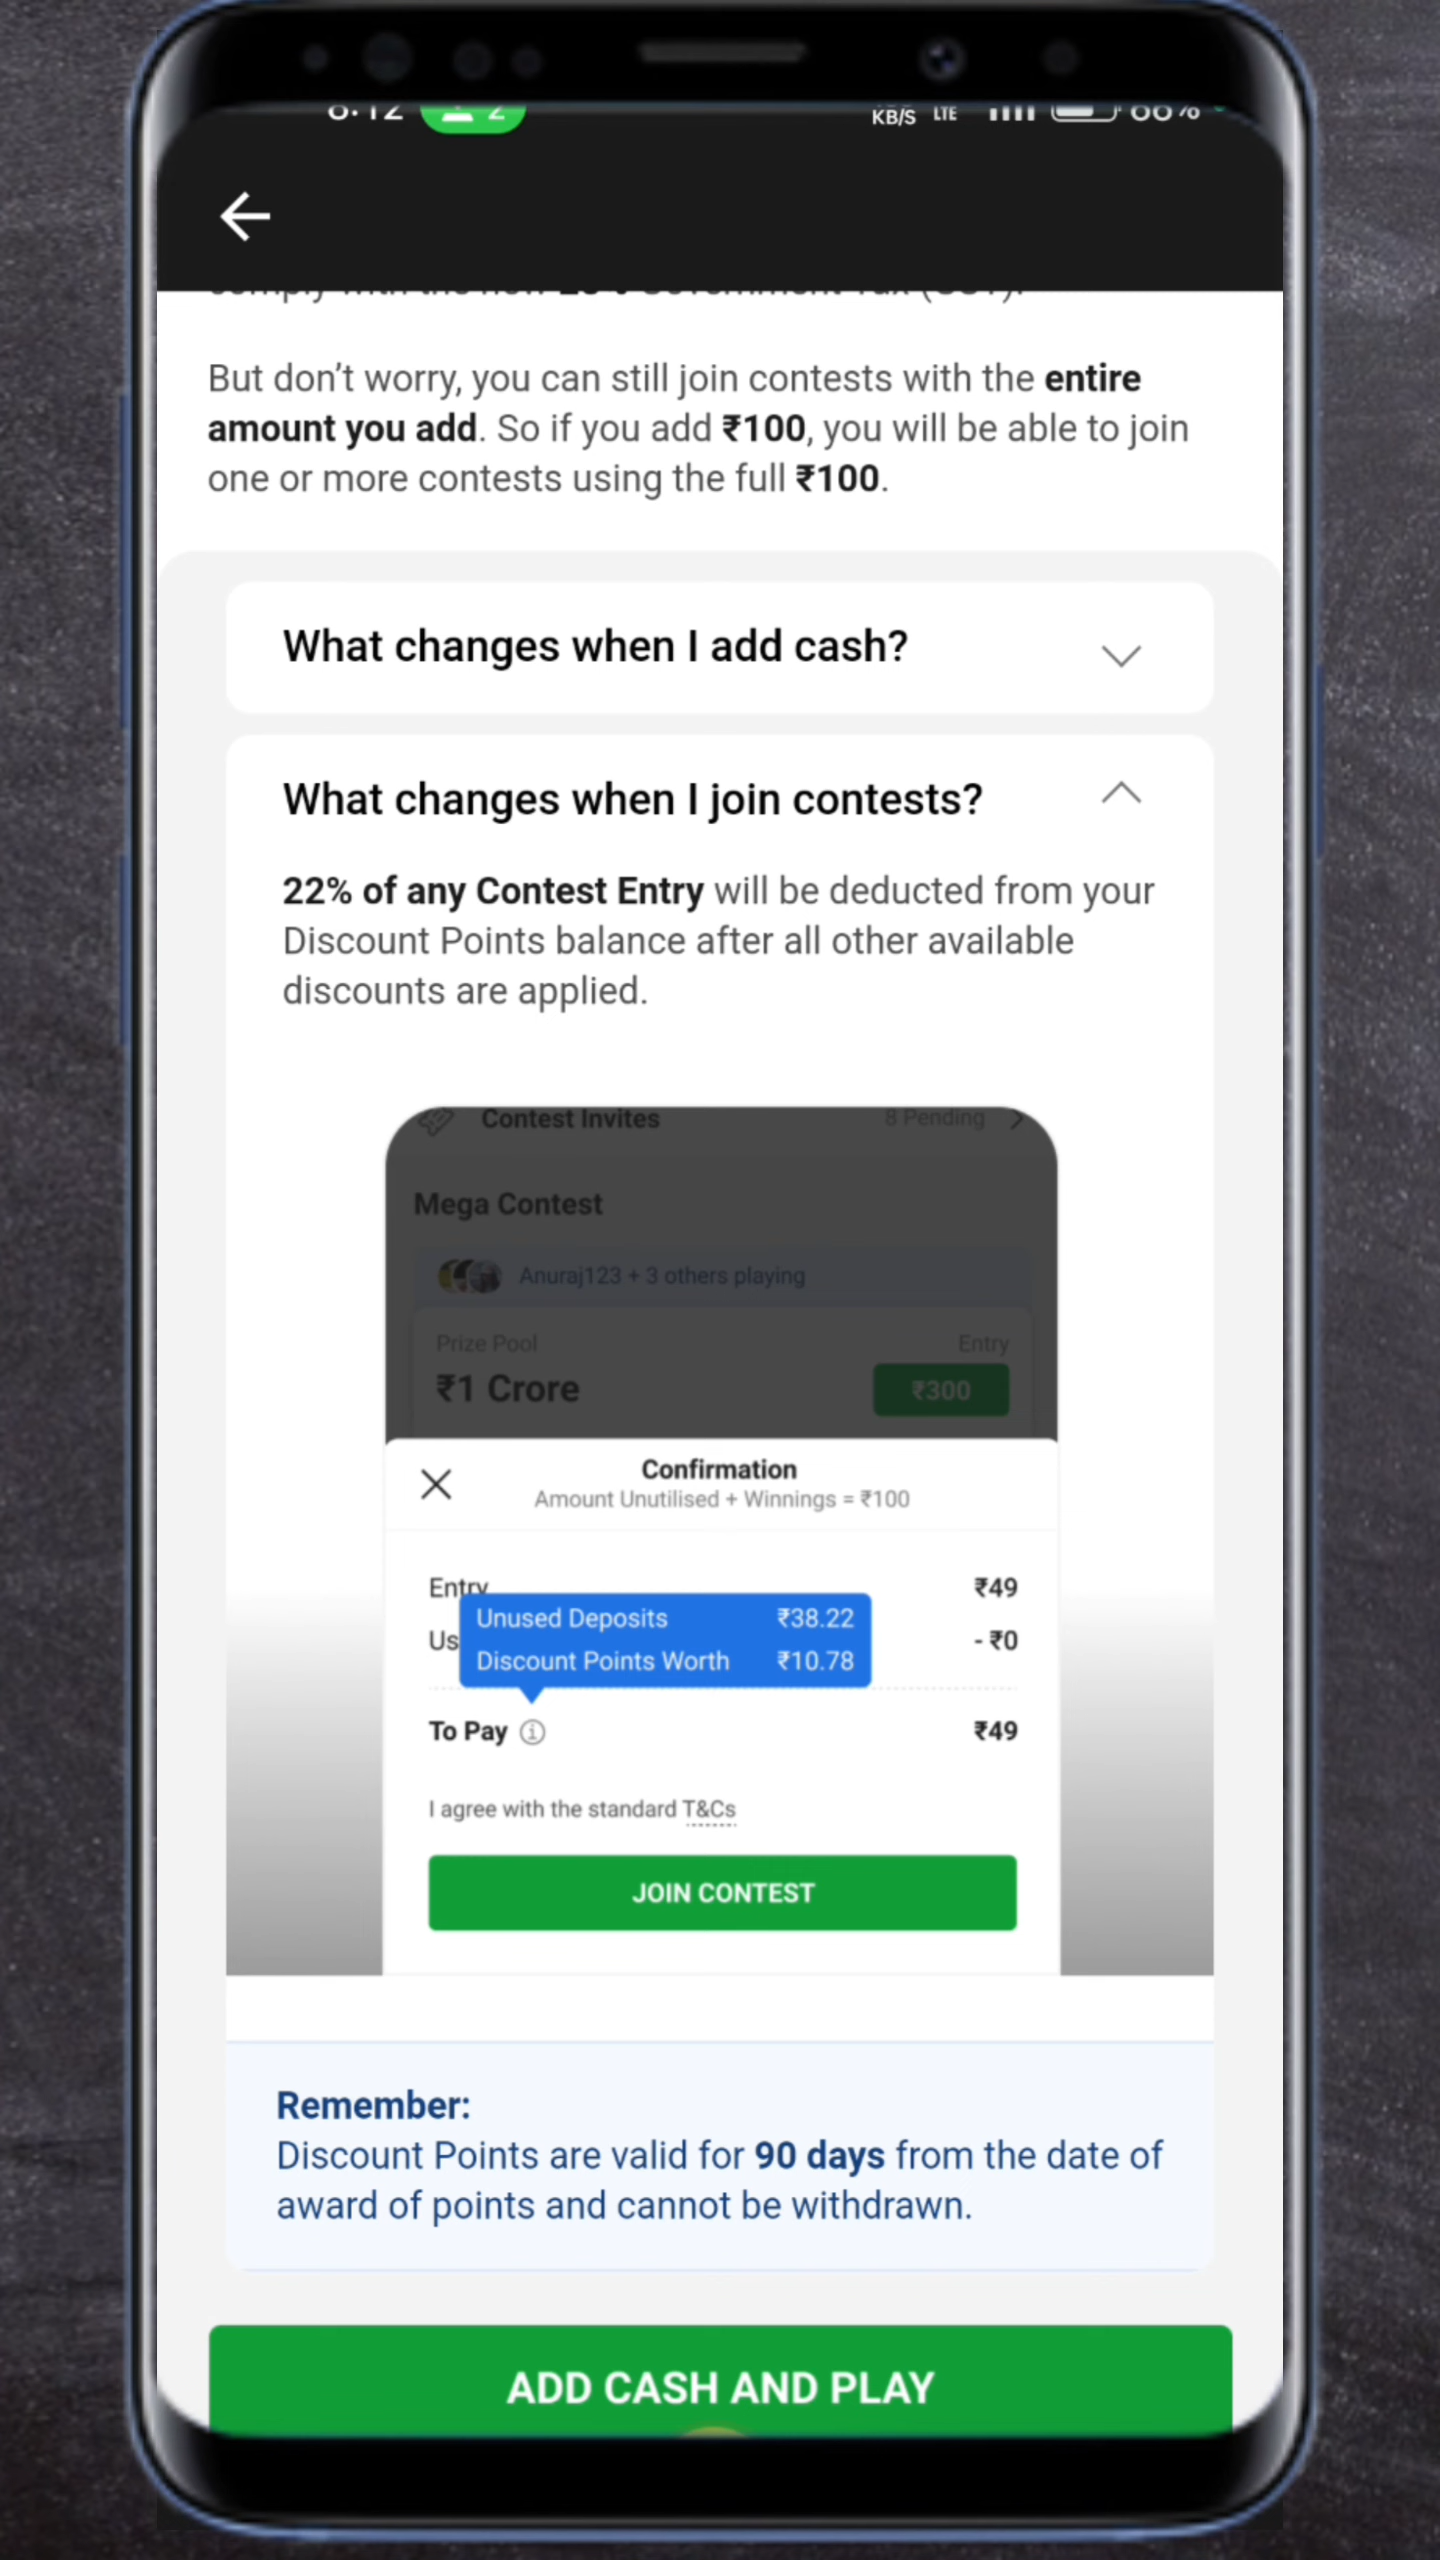 2
KB/S LTE
But don't worry, you can still join contests with the entire
amount you add. So if you add ₹100, you will be able to join
one or more contests using the full ₹100.
What changes when I add cash?
What changes when I join contests?
22% of any Contest Entry will be deducted from your
Discount Points balance after all other available
discounts are applied.
Contest Invites 8 Pending
Mega Contest
Anuraj123 + 3 others playing
Prize Pool Entry
₹1 Crore ₹300
Confirmation
Amount Unutilised + Winnings = ₹100
Entry ₹49
Unused Deposits ₹38.22
Us - ₹0
Discount Points Worth ₹10.78
To Pay ₹49
I agree with the standard T&Cs
JOIN CONTEST
Remember:
Discount Points are valid for 90 days from the date of
award of points and cannot be withdrawn.
ADD CASH AND PLAY